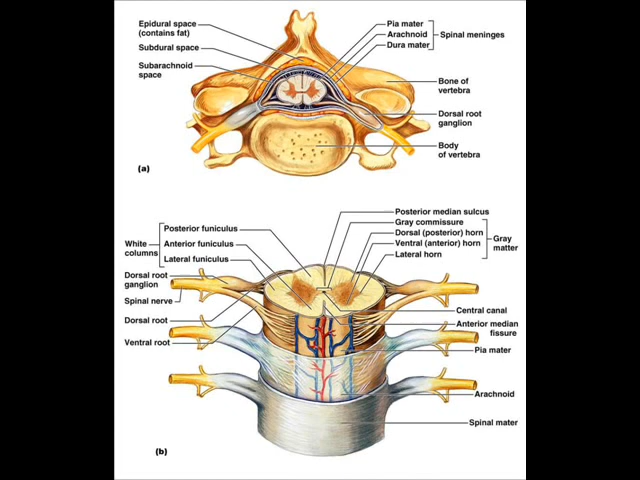 Epidural space
(contains fat)
Subdural space
Subarachnoid
space
Pia mater
Arachnoid
Dura mater
Spinal meninges
Bone of
vertebra
Dorsal root
ganglion
Body
of vertebra
(a)
Posterior median sulcus
Gray commissure
Dorsal (posterior) horn
Ventral (anterior) horn
Lateral horn
Gray
matter
Posterior funiculus
Anterior funiculus
Lateral funiculus
White
columns
Dorsal root
ganglion
Spinal nerve
Dorsal root
Ventral root
Central canal
Anterior median
fissure
Pia mater
Arachnoid
Spinal mater
(b)